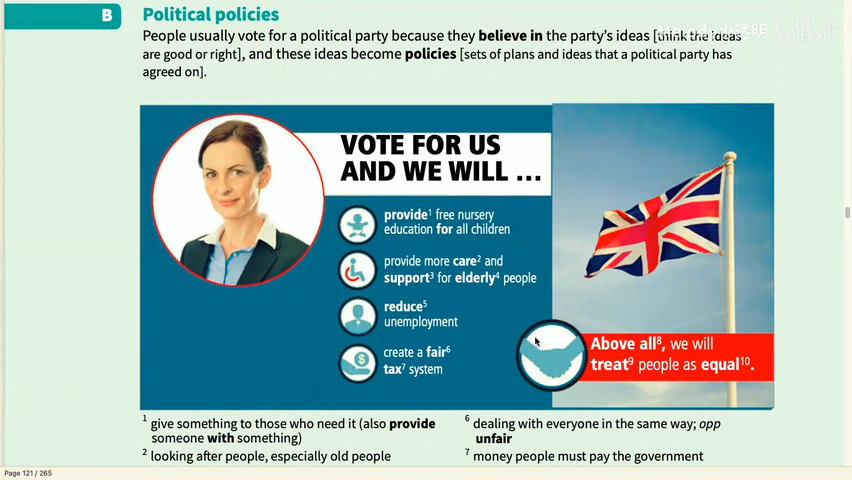 B
Political policies
People usually vote for a political party because they believe in the party's ideas [think the ideas
are good or right], and these ideas become policies [sets of plans and ideas that a political party has
agreed on].
VOTE FOR US
AND WE WILL ...
provide¹ free nursery
education for all children
provide more care² and
support³ for elderly⁴ people
reduce⁵
unemployment
create a fair⁶
tax⁷ system
Above all⁸, we will
treat⁹ people as equal¹⁰.
¹ give something to those who need it (also provide
someone with something)
² looking after people, especially old people
⁶ dealing with everyone in the same way; opp
unfair
⁷ money people must pay the government
Page 121 / 265